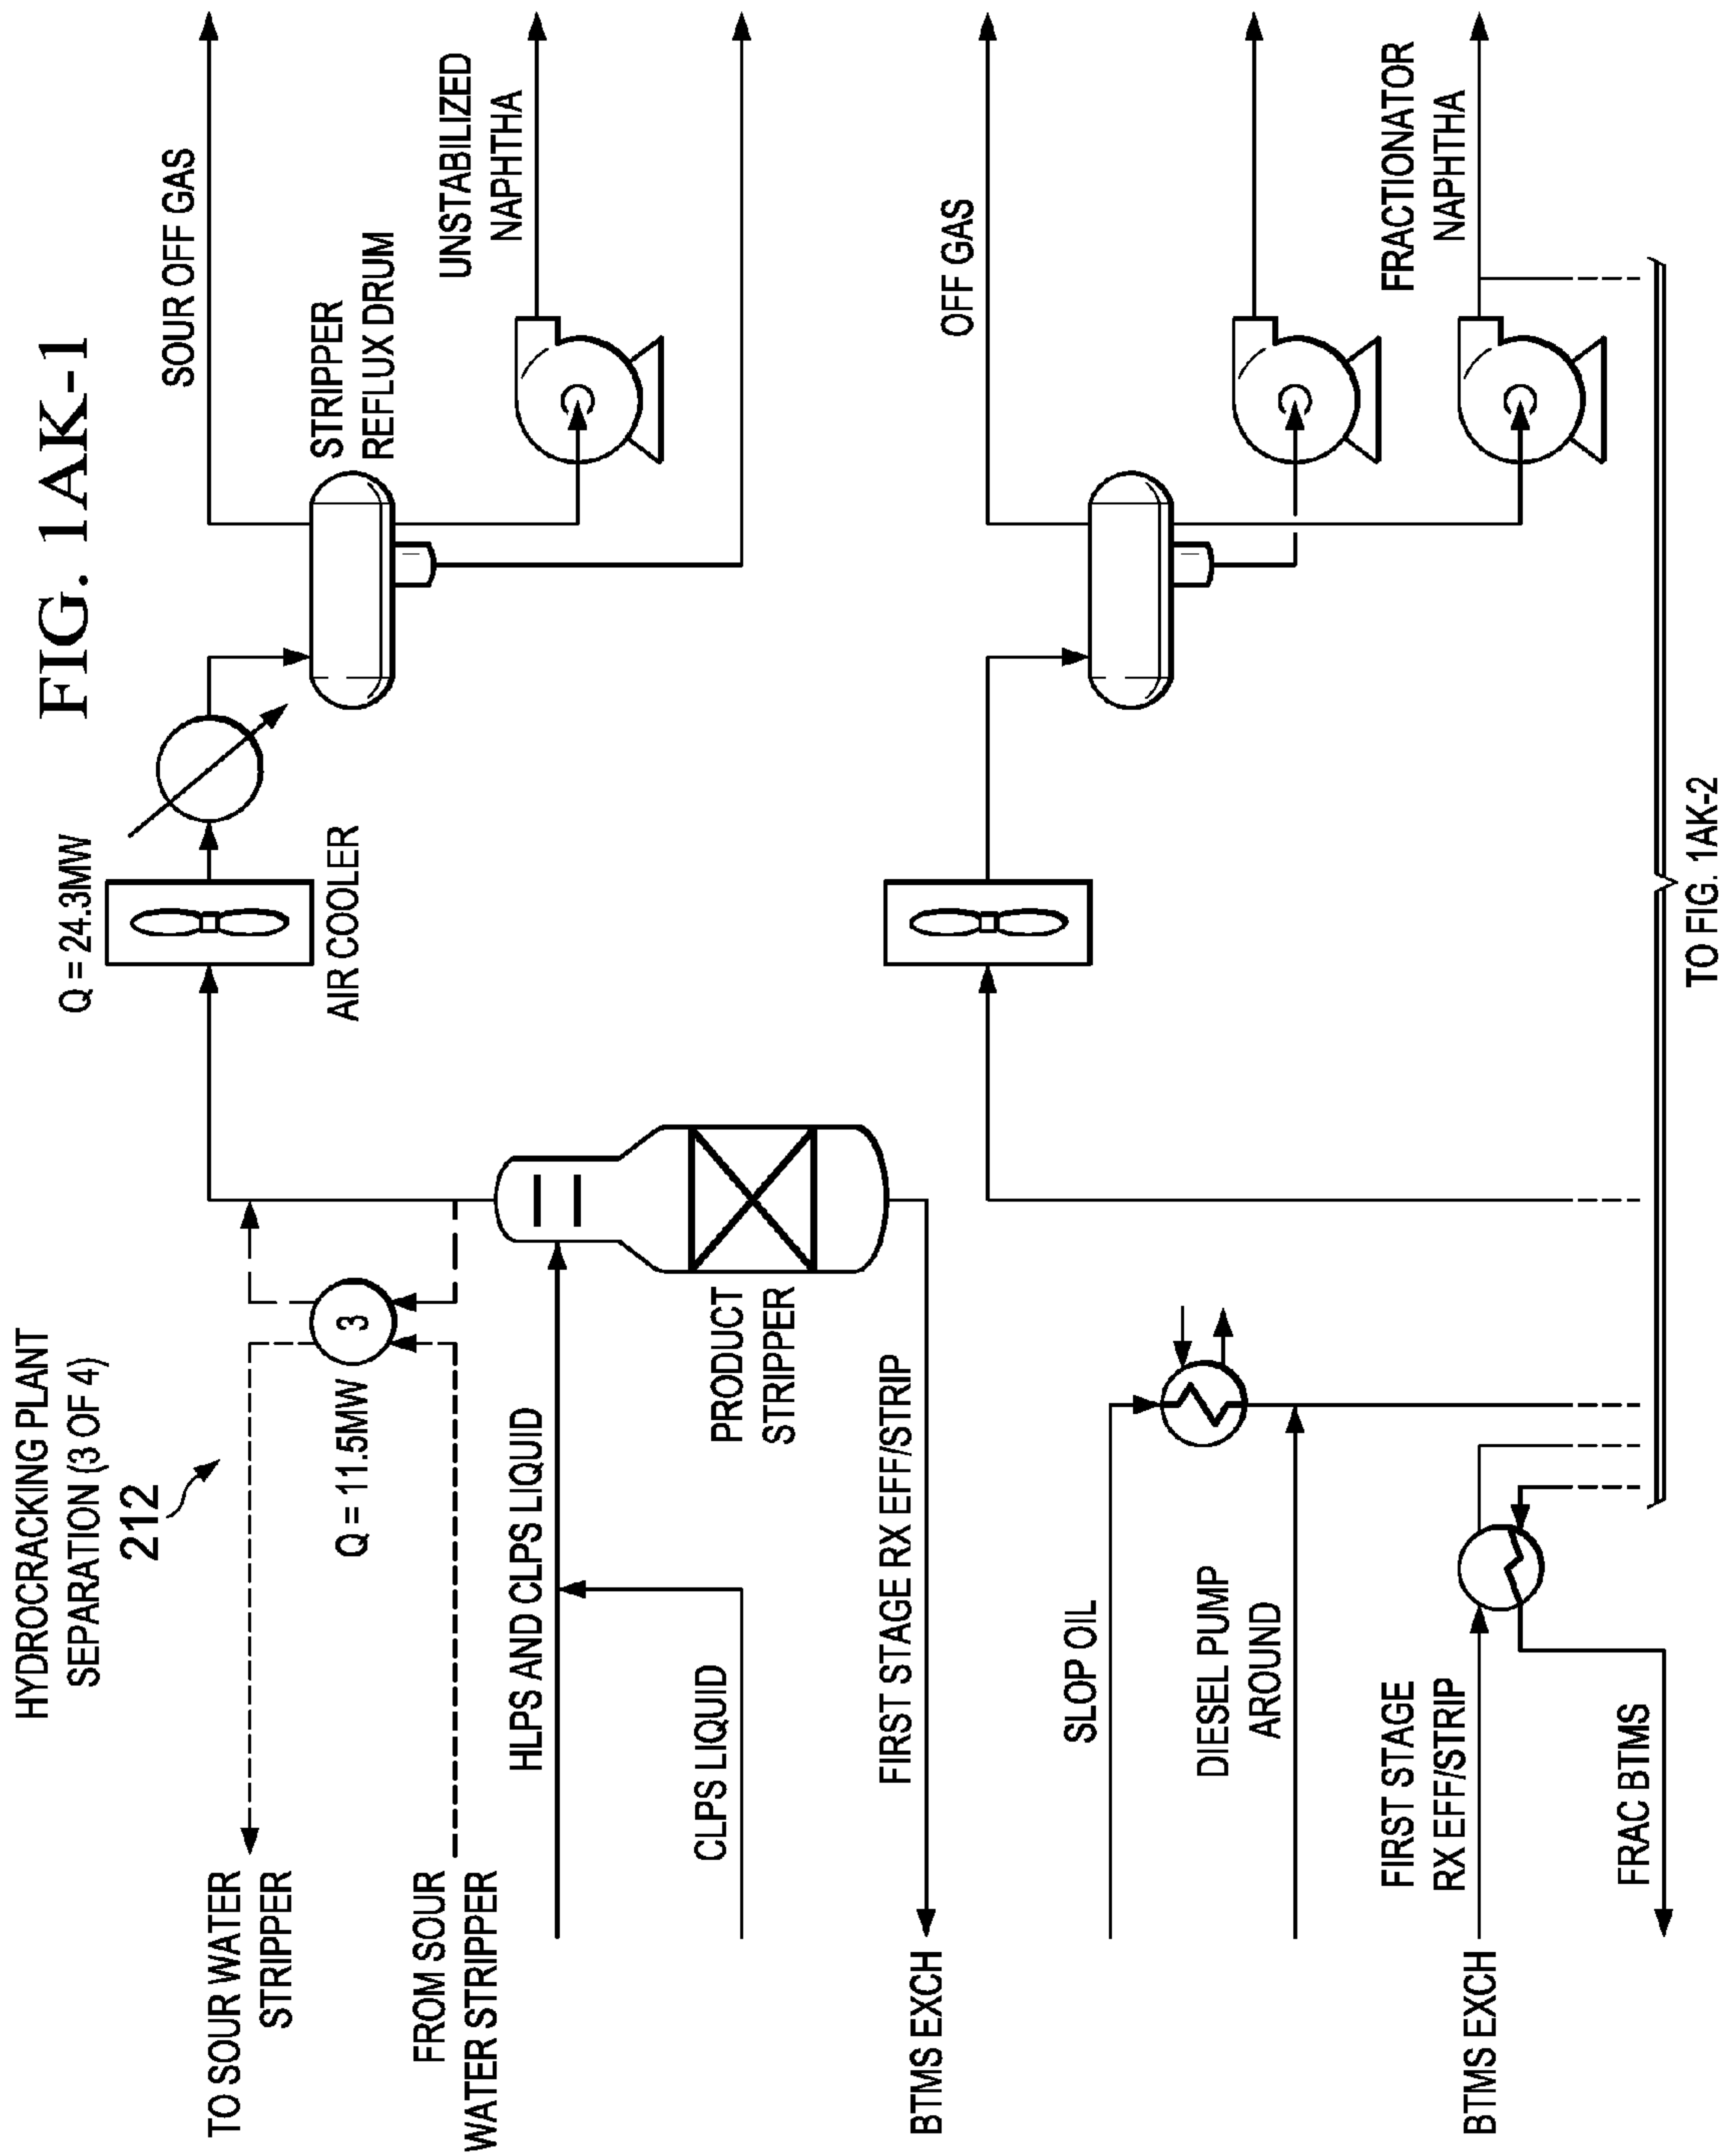 FIG. 1AK-1
HYDROCRACKING PLANT
SEPARATION (3 OF 4)
212
TO SOUR WATER
STRIPPER
FROM SOUR
WATER STRIPPER
Q = 11.5MW
3
Q = 24.3MW
AIR COOLER
SOUR OFF GAS
STRIPPER
REFLUX DRUM
UNSTABILIZED
NAPHTHA
HLPS AND CLPS LIQUID
CLPS LIQUID
PRODUCT
STRIPPER
FIRST STAGE RX EFF/STRIP
BTMS EXCH
OFF GAS
SLOP OIL
DIESEL PUMP
AROUND
FRACTIONATOR
NAPHTHA
FIRST STAGE
RX EFF/STRIP
BTMS EXCH
FRAC BTMS
TO FIG. 1AK-2